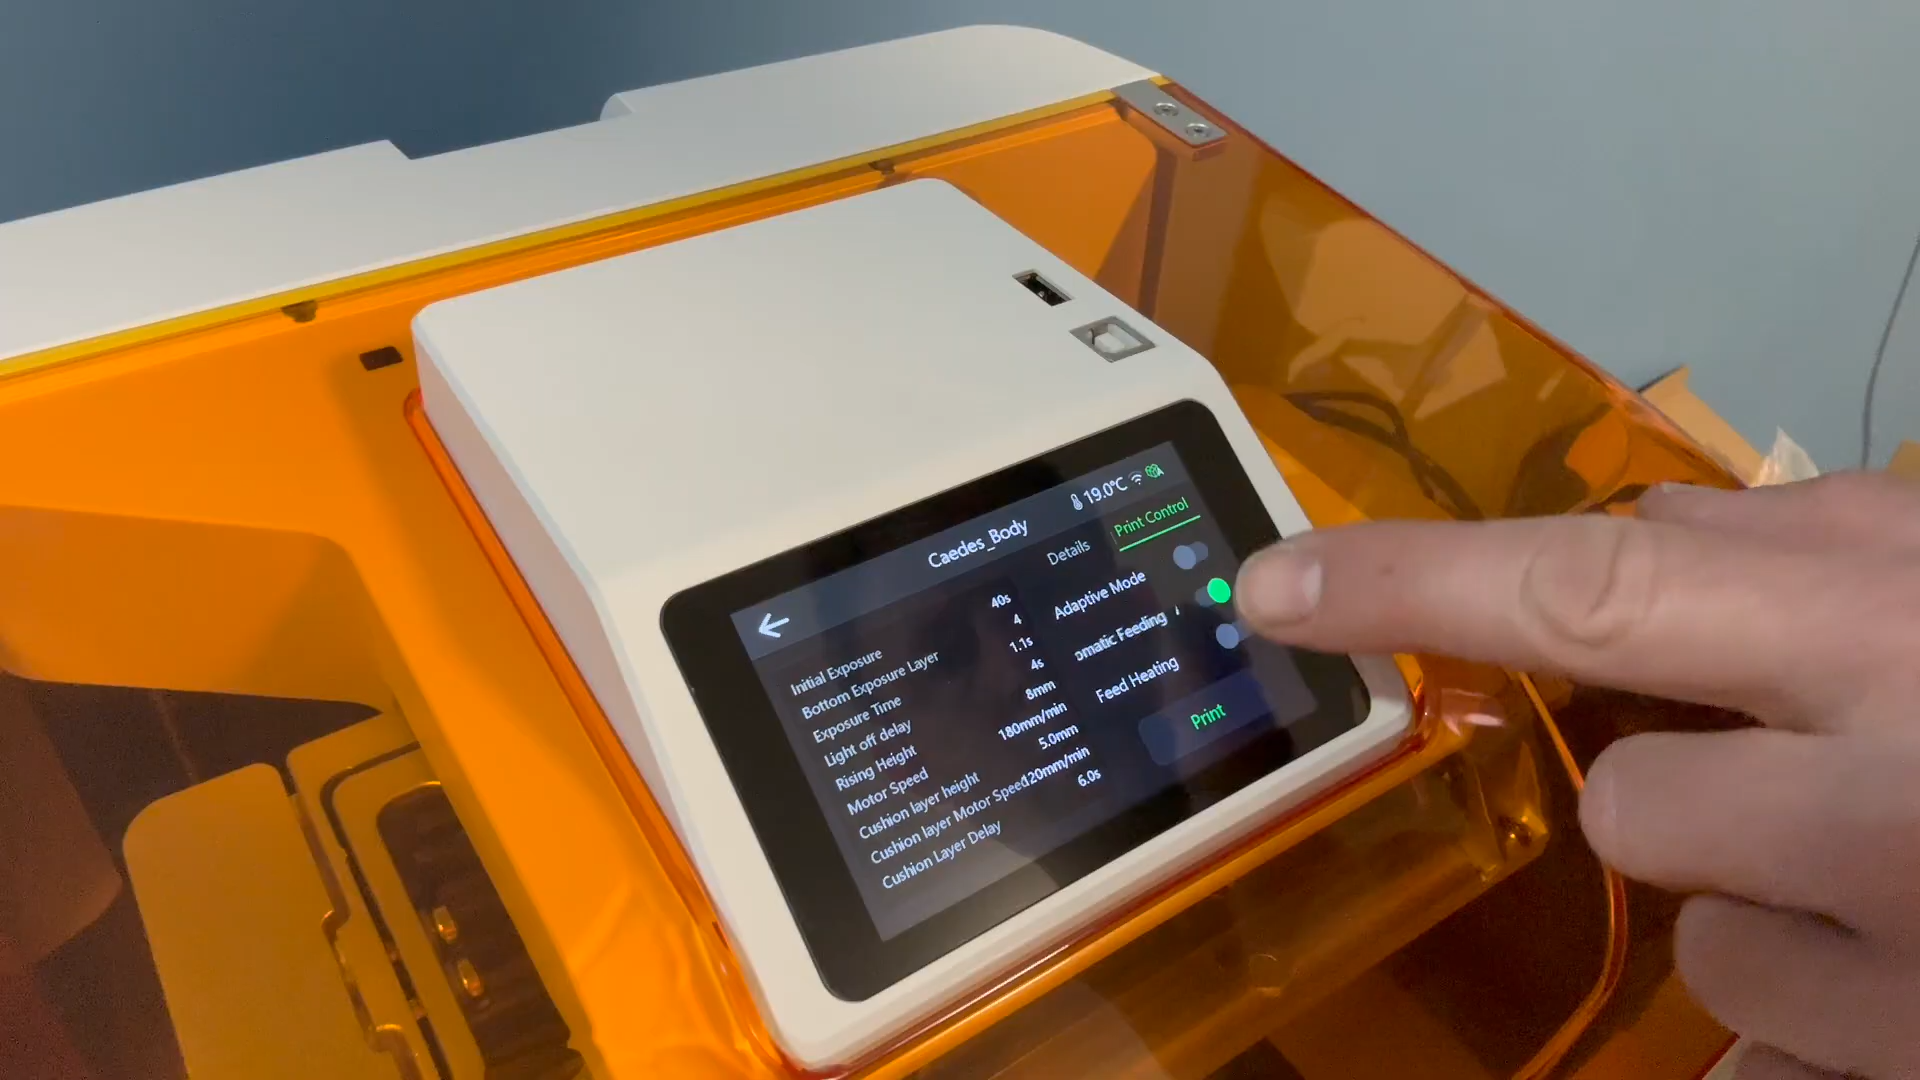 Caedes_Body
19.0°C
Details
Print Control
Initial Exposure 40s
Bottom Exposure Layer 4
Exposure Time 1.1s
Light off delay 4s
Rising Height 8mm
Motor Speed 180mm/min
Cushion layer height 5.0mm
Cushion layer Motor Speed 120mm/min
Cushion Layer Delay 6.0s
Adaptive Mode
omatic Feeding
Feed Heating
Print